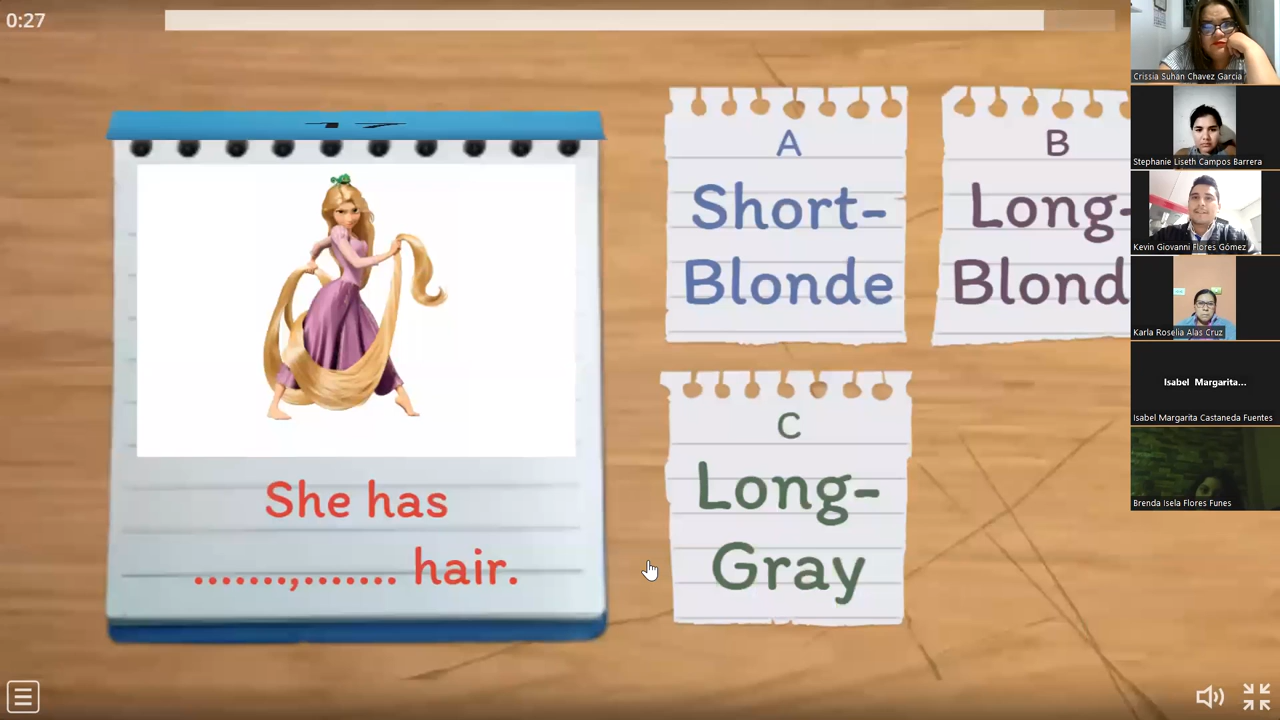 0:27
She has
.......,....... hair.
A
Short-
Blonde
B
Long-
Blond
C
Long-
Gray
Crissia Suhan Chavez Garcia
Stephanie Liseth Campos Barrera
Kevin Giovanni Flores Gómez
Karla Roselia Alas Cruz
Isabel Margarita...
Isabel Margarita Castaneda Fuentes
Brenda Isela Flores Funes